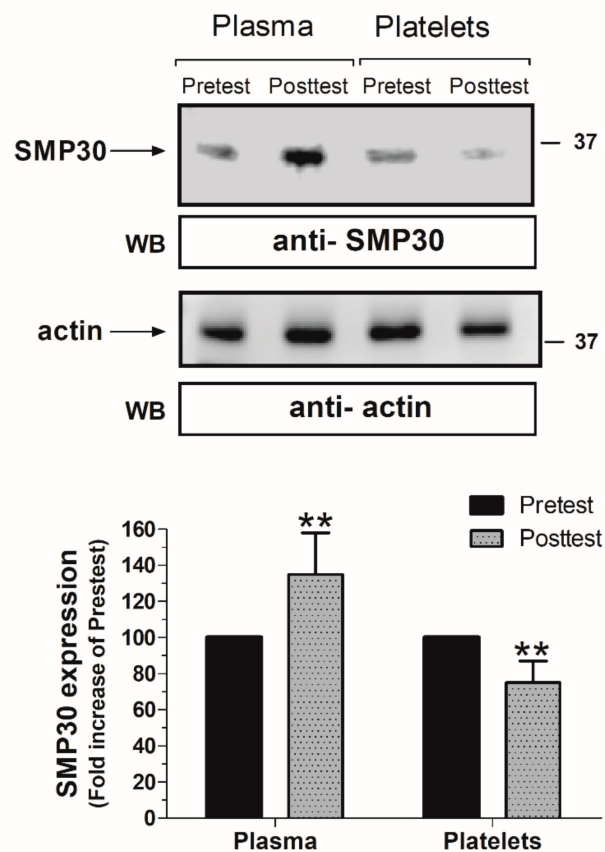 Plasma Platelets
Pretest Posttest Pretest Posttest
SMP30
37
WB anti- SMP30
actin
37
WB anti- actin
Pretest
Posttest
SMP30 expression
(Fold increase of Prestest)
160
140
120
100
80
60
40
20
0
**
**
Plasma Platelets